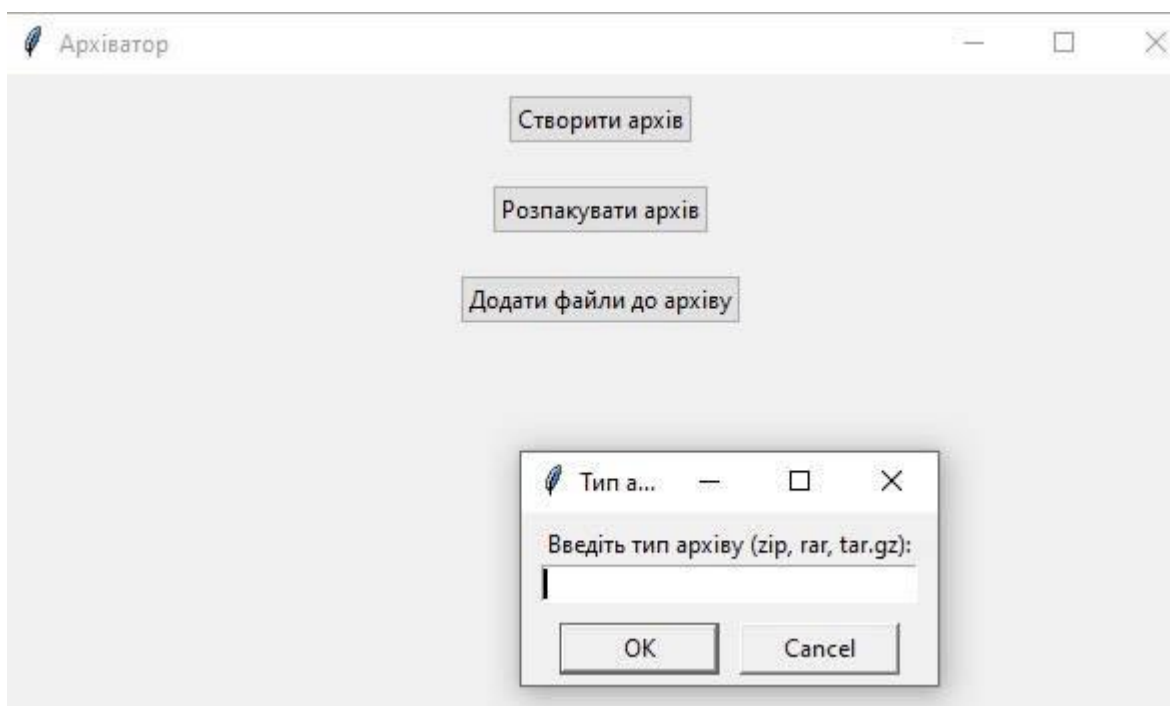 Архіватор
Створити архів
Розпакувати архів
Додати файли до архіву
Тип а...
Введіть тип архіву (zip, rar, tar.gz):
OK Cancel